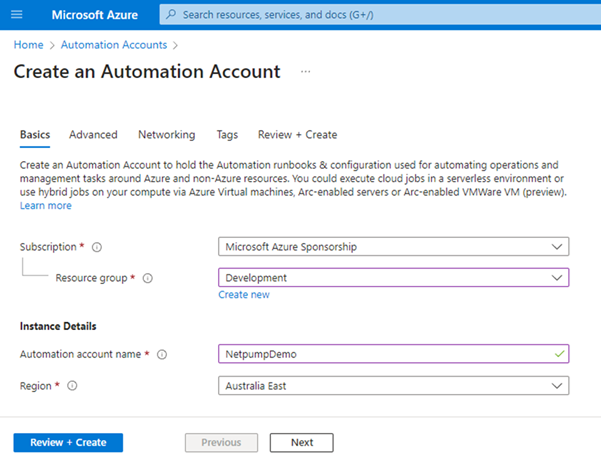 Microsoft Azure
Search resources, services, and docs (G+/)
Home > Automation Accounts >
Create an Automation Account ...
Basics Advanced Networking Tags Review + Create
Create an Automation Account to hold the Automation runbooks & configuration used for automating operations and
management tasks around Azure and non-Azure resources. You could execute cloud jobs in a serverless environment or
use hybrid jobs on your compute via Azure Virtual machines, Arc-enabled servers or Arc-enabled VMWare VM (preview).
Learn more
Subscription * Microsoft Azure Sponsorship
Resource group * Development
Create new
Instance Details
Automation account name * NetpumpDemo
Region * Australia East
Review + Create Previous Next